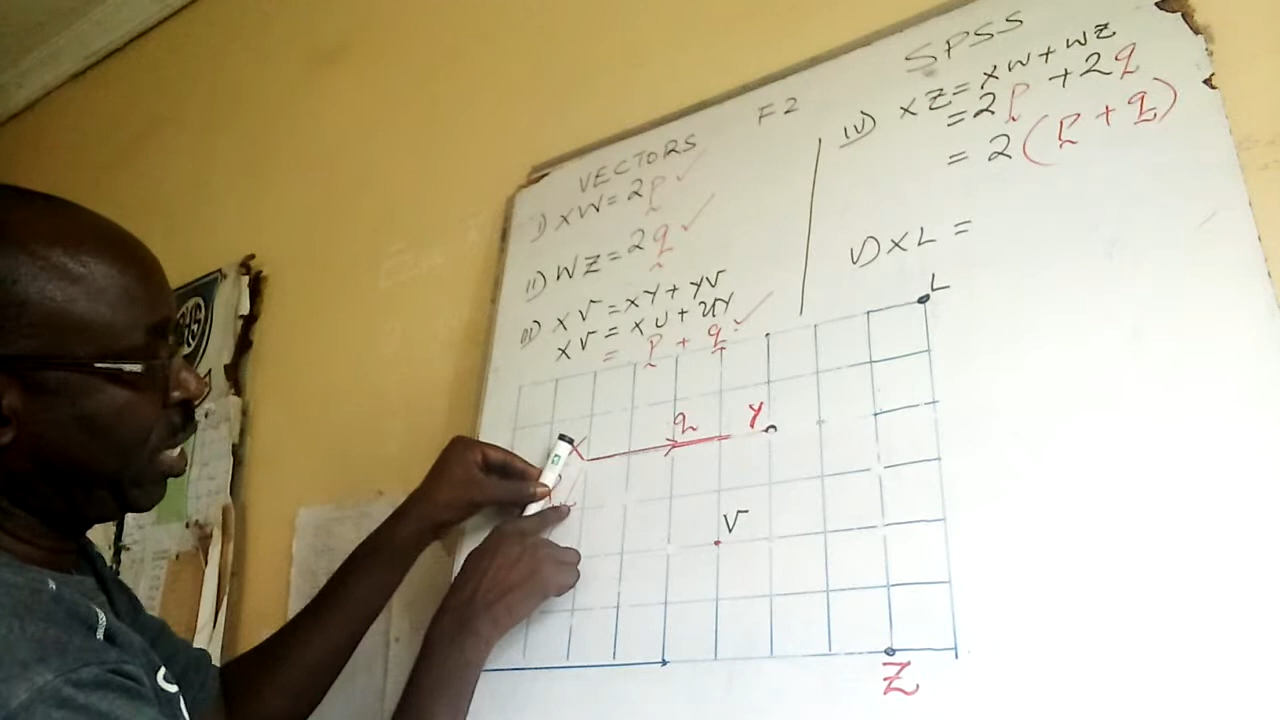 SPSS
F2
VECTORS
I) XW = 2p ✓
II) WZ = 2q ✓
III) XV = XY + YV
XV = XU + UY
= p + q ✓
IV) XZ = XW + WZ
= 2p + 2q
= 2(p + q)
V) XL =
L
X
q
Y
V
Z